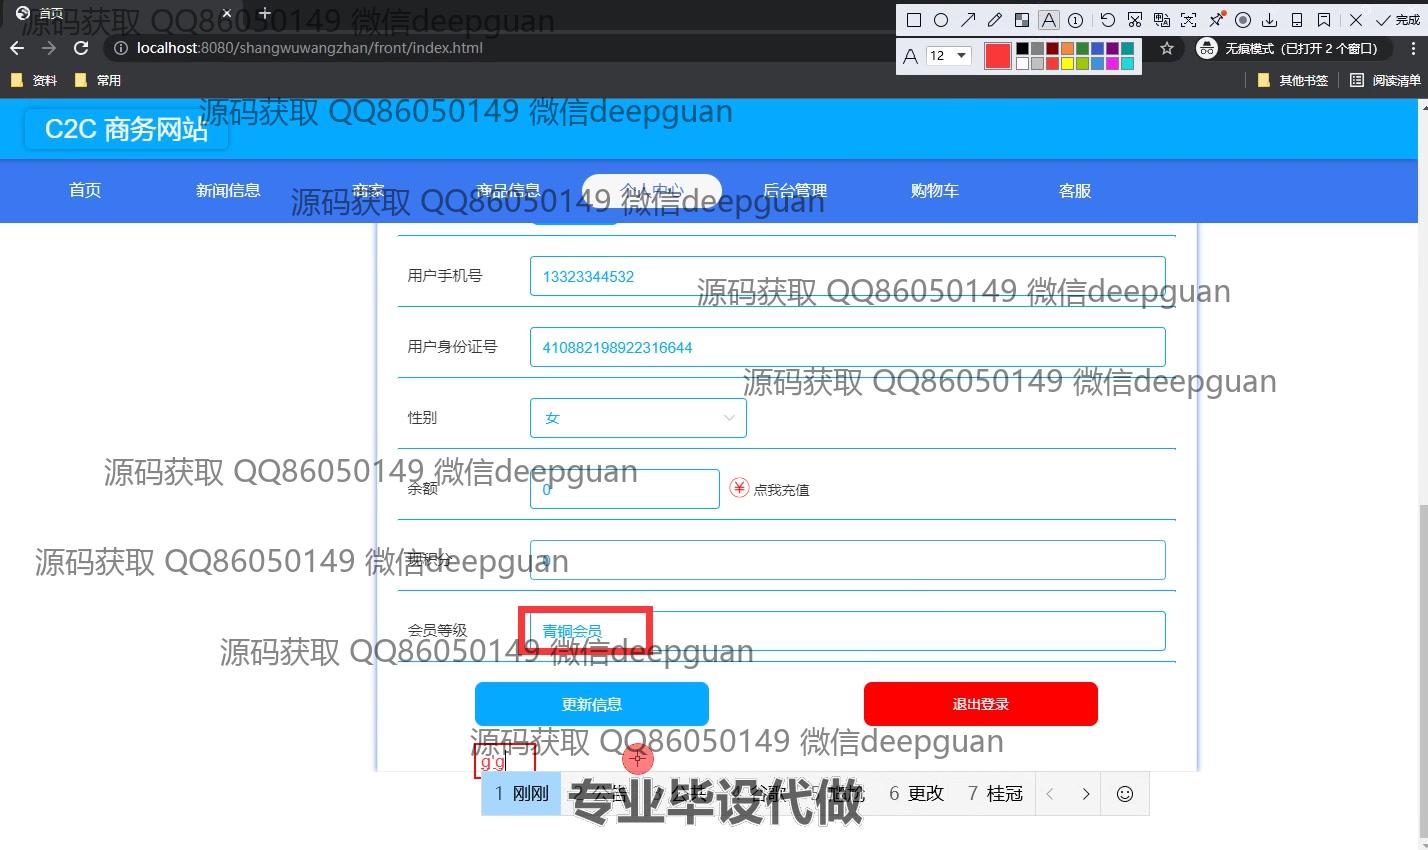 首页
源码获取 QQ86050149 微信deepguan
localhost:8080/shangwuwangzhan/front/index.html
A 12
完成
无痕模式（已打开 2 个窗口）
资料 常用
其他书签 阅读清单
C2C 商务网站
源码获取 QQ86050149 微信deepguan
首页 新闻信息 商家 商品信息 个人中心 后台管理 购物车 客服
源码获取 QQ86050149 微信deepguan
用户手机号 13323344532
源码获取 QQ86050149 微信deepguan
用户身份证号 410882198922316644
源码获取 QQ86050149 微信deepguan
性别 女
源码获取 QQ86050149 微信deepguan
余额 0 ¥ 点我充值
源码获取 QQ86050149 微信deepguan
现积分 0
会员等级 青铜会员
源码获取 QQ86050149 微信deepguan
更新信息 退出登录
源码获取 QQ86050149 微信deepguan
g'g
1 刚刚 2 公告 3 公共 4 谷歌 5 6 更改 7 桂冠
专业毕设代做